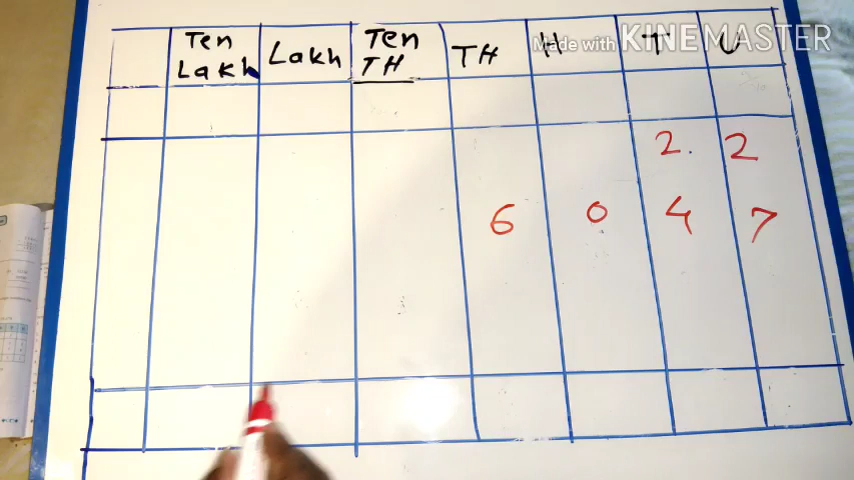 Ten Lakh Lakh Ten TH TH H T U
Made with KINEMASTER
2. 2
6 0 4 7